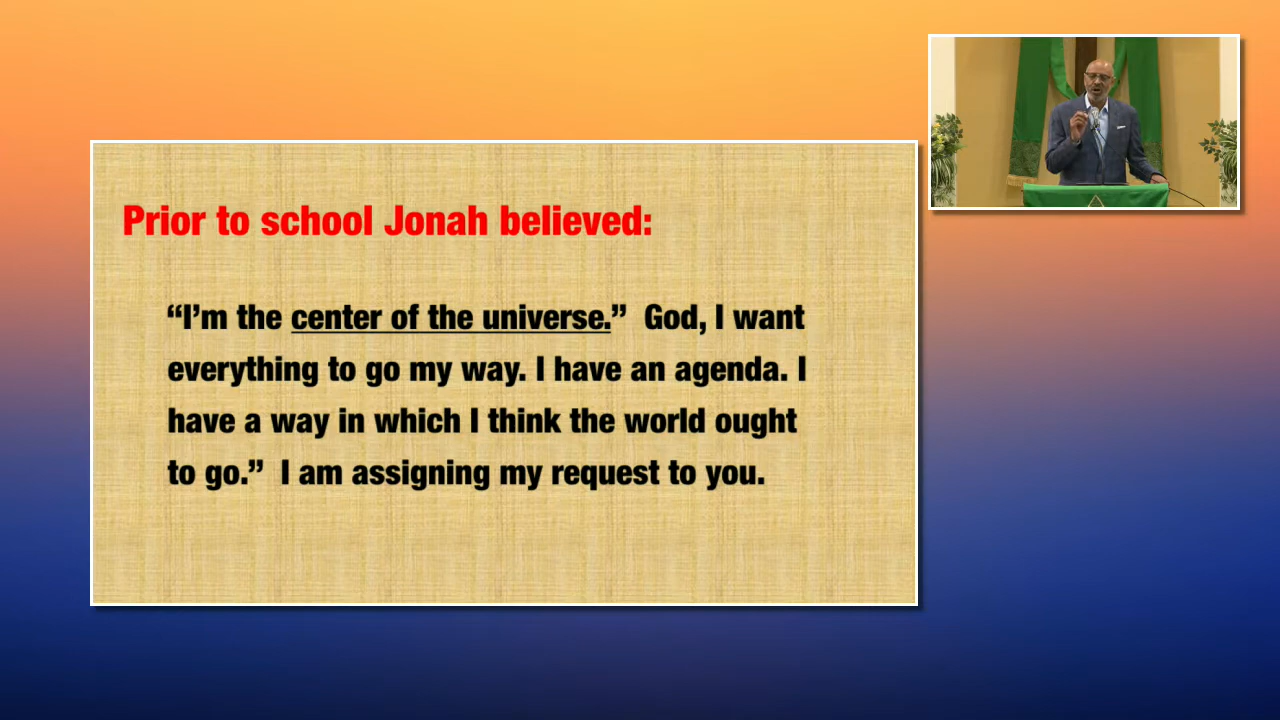 Prior to school Jonah believed:
“I’m the center of the universe.”  God, I want
everything to go my way. I have an agenda. I
have a way in which I think the world ought
to go.”  I am assigning my request to you.